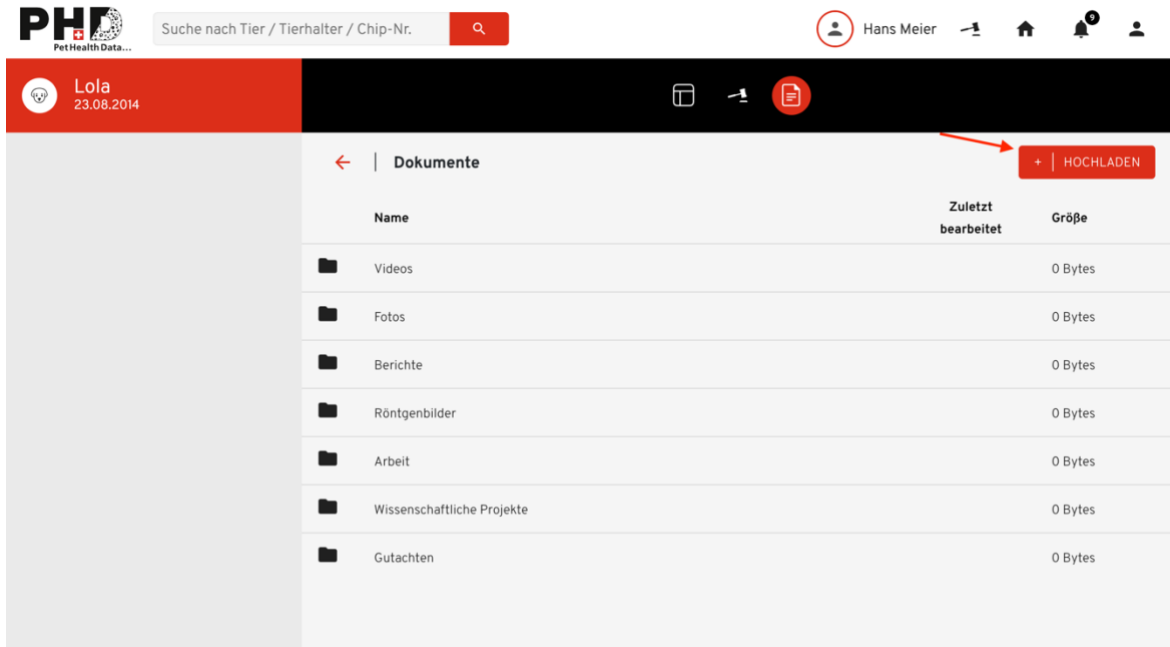 PHD
Pet Health Data...
Suche nach Tier / Tierhalter / Chip-Nr.
Hans Meier
9
Lola
23.08.2014
Dokumente
+ | HOCHLADEN
Name
Zuletzt
bearbeitet
Größe
Videos
0 Bytes
Fotos
0 Bytes
Berichte
0 Bytes
Röntgenbilder
0 Bytes
Arbeit
0 Bytes
Wissenschaftliche Projekte
0 Bytes
Gutachten
0 Bytes